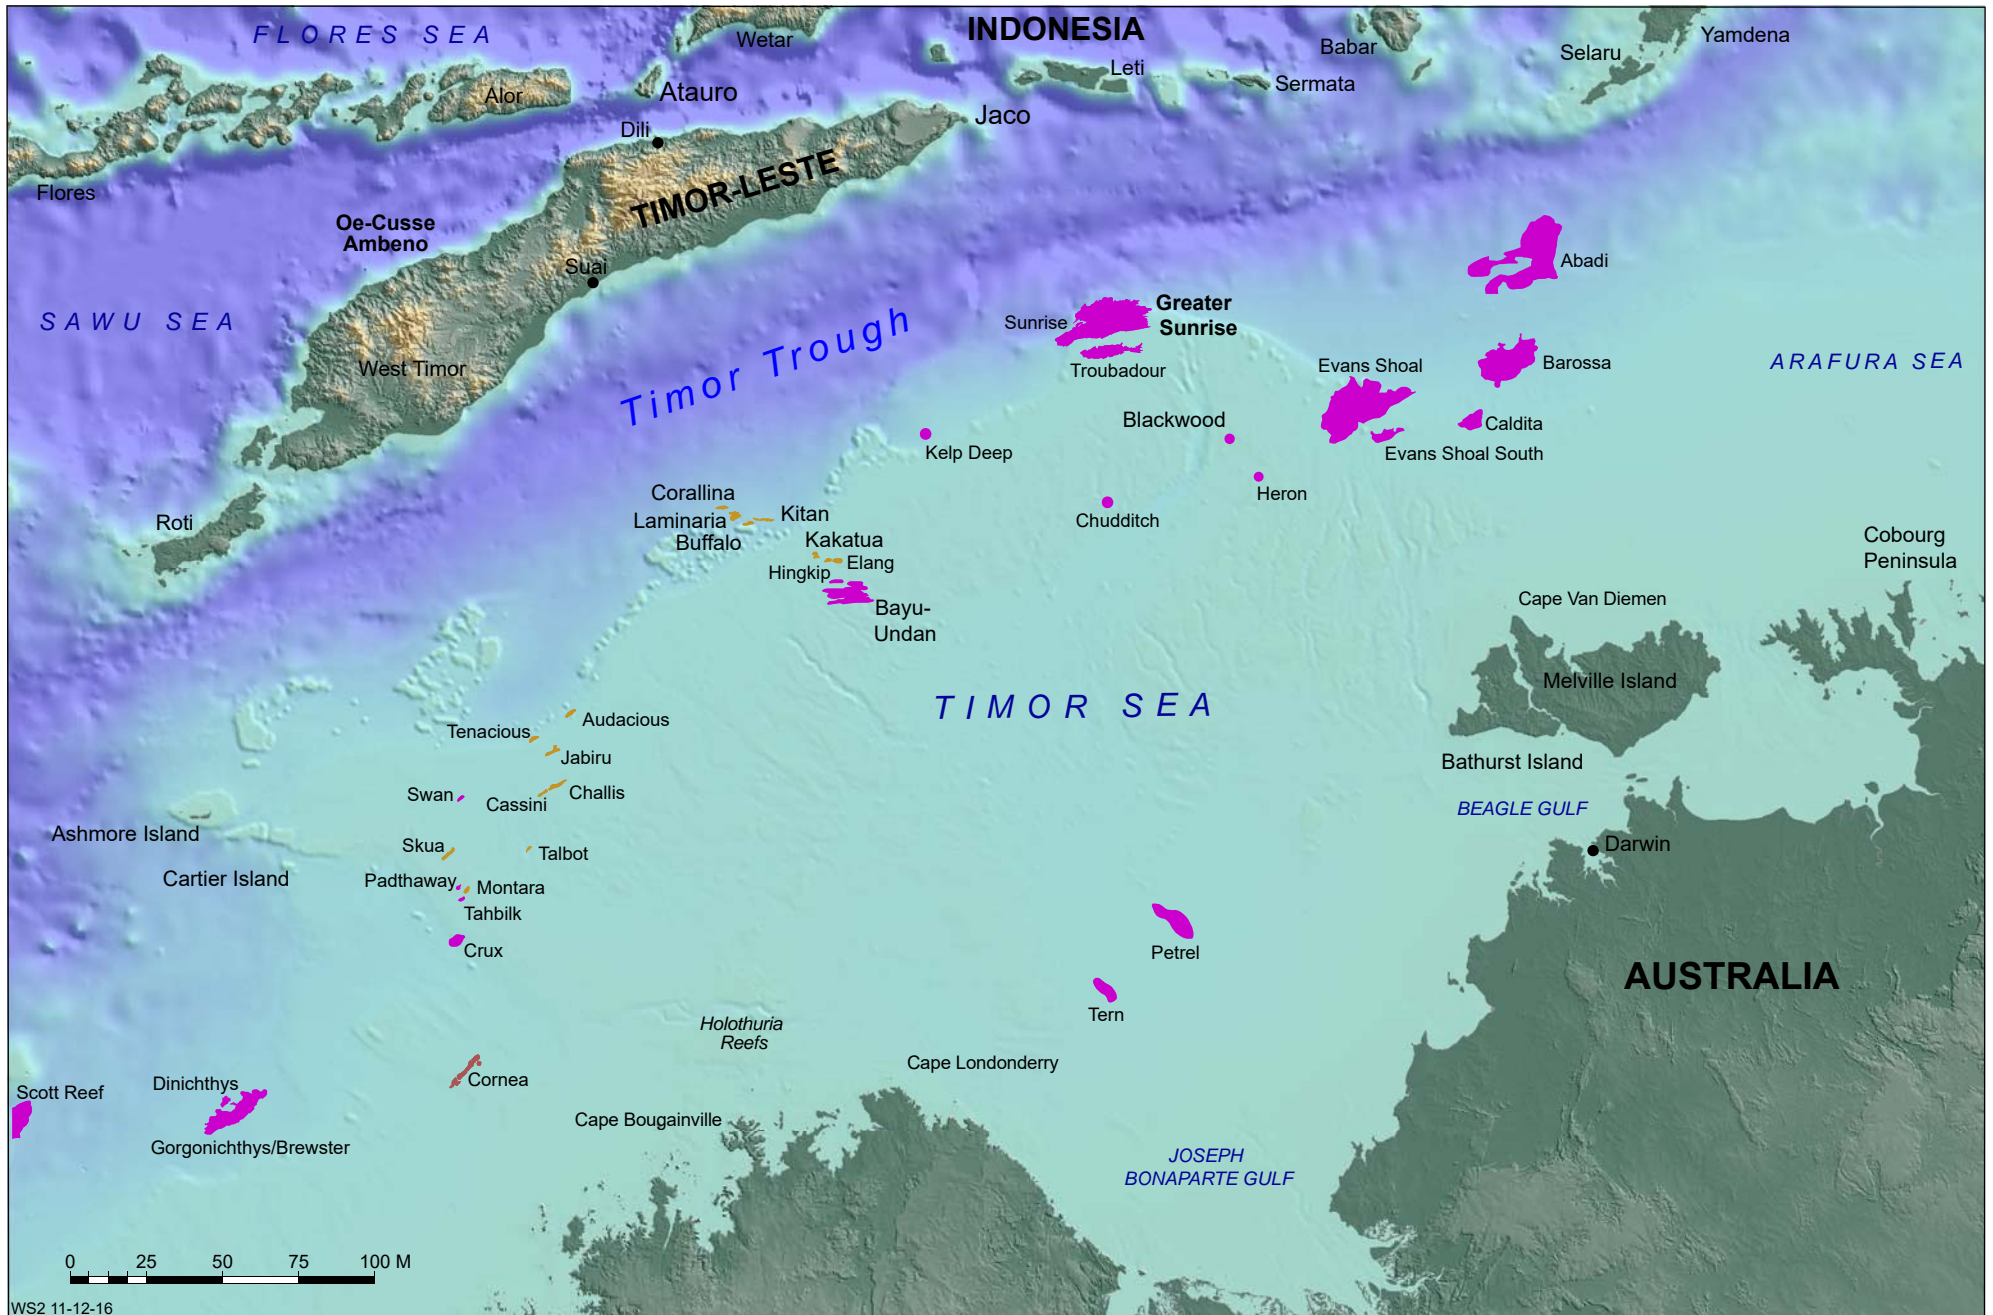 FLORES SEA
Wetar
INDONESIA
Babar
Selaru
Yamdena
Alor
Atauro
Leti
Sermata
Dili
Jaco
Flores
TIMOR-LESTE
Oe-Cusse
Ambeno
Suai
Abadi
SAWU SEA
Timor Trough
Sunrise
Greater
Sunrise
West Timor
Troubadour
Evans Shoal
Barossa
ARAFURA SEA
Blackwood
Caldita
Kelp Deep
Evans Shoal South
Corallina
Heron
Roti
Laminaria
Kitan
Chudditch
Buffalo
Kakatua
Cobourg
Peninsula
Hingkip
Elang
Bayu-
Undan
Cape Van Diemen
Melville Island
TIMOR SEA
Audacious
Tenacious
Jabiru
Bathurst Island
Swan
Cassini
Challis
BEAGLE GULF
Ashmore Island
Skua
Talbot
Darwin
Cartier Island
Padthaway
Montara
Tahbilk
Crux
Petrel
AUSTRALIA
Tern
Holothuria
Reefs
Cape Londonderry
Scott Reef
Dinichthys
Cornea
Cape Bougainville
Gorgonichthys/Brewster
JOSEPH
BONAPARTE GULF
0 25 50 75 100 M
WS2 11-12-16